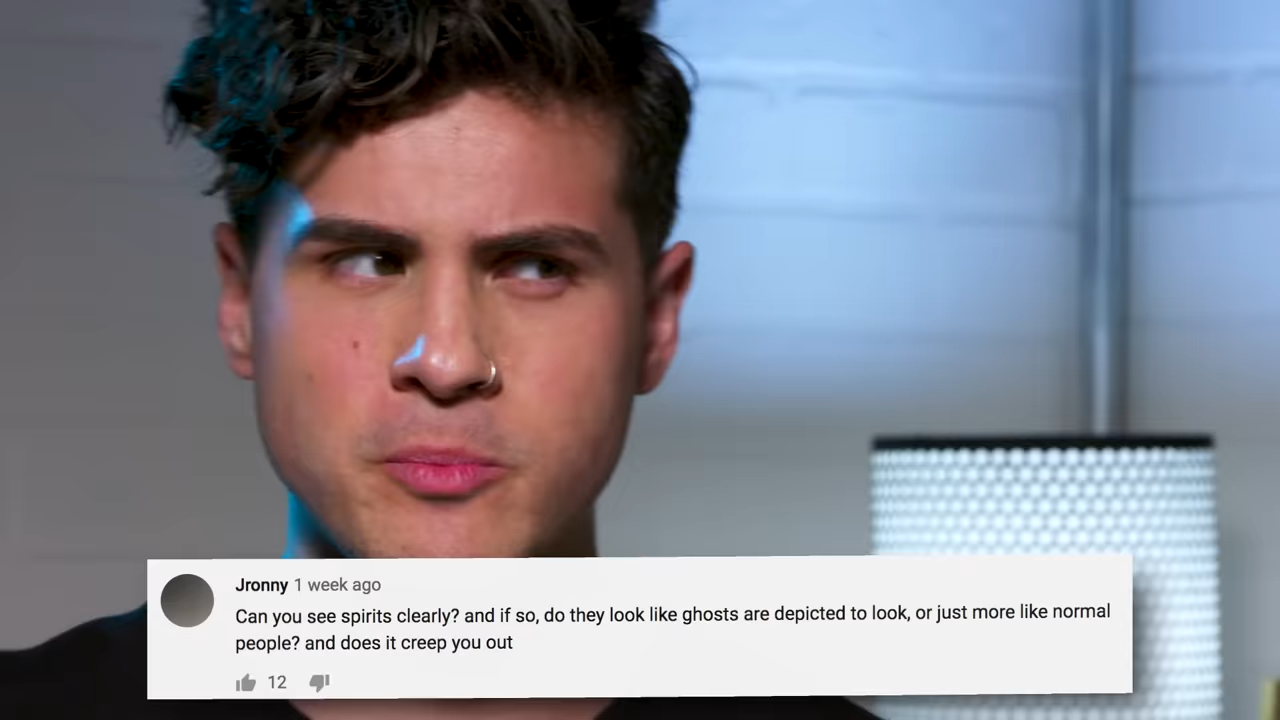 Jronny 1 week ago
Can you see spirits clearly? and if so, do they look like ghosts are depicted to look, or just more like normal
people? and does it creep you out
12